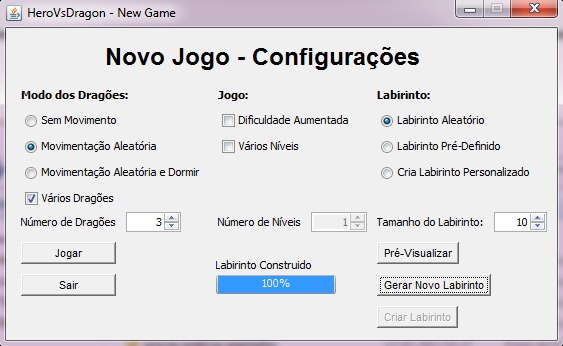 HeroVsDragon - New Game
Novo Jogo - Configurações
Modo dos Dragões:
Sem Movimento
Movimentação Aleatória
Movimentação Aleatória e Dormir
Vários Dragões
Número de Dragões 3
Jogar
Sair
Jogo:
Dificuldade Aumentada
Vários Níveis
Número de Níveis 1
Labirinto Construido
100%
Labirinto:
Labirinto Aleatório
Labirinto Pré-Definido
Cria Labirinto Personalizado
Tamanho do Labirinto: 10
Pré-Visualizar
Gerar Novo Labirinto
Criar Labirinto